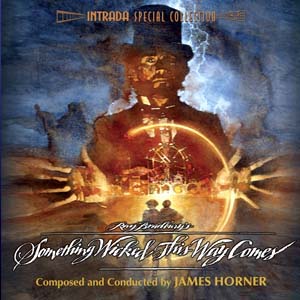 INTRADA SPECIAL COLLECTION
Ray Bradbury's
Something Wicked This Way Comes
Composed and Conducted by JAMES HORNER